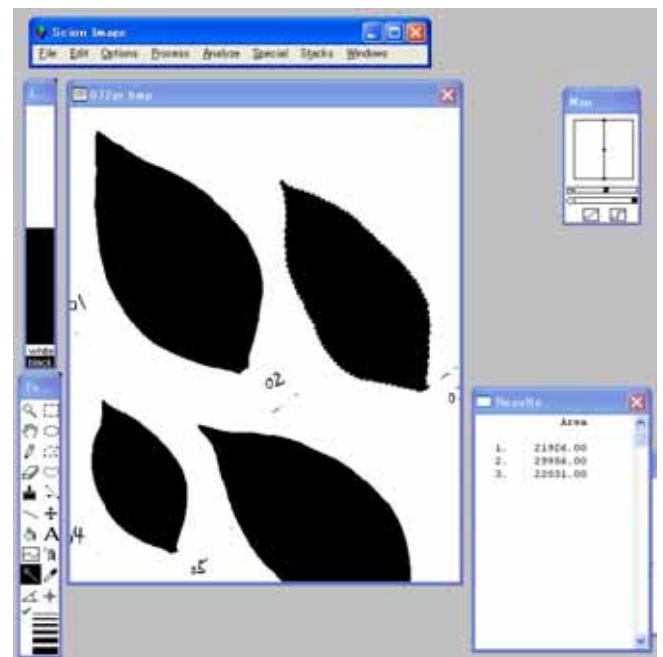 Scion Image
File Edit Options Process Analyze Special Stacks Windows
Map
white
black
02
05
Results
Area
1. 21906.00
2. 29986.00
3. 22031.00
A